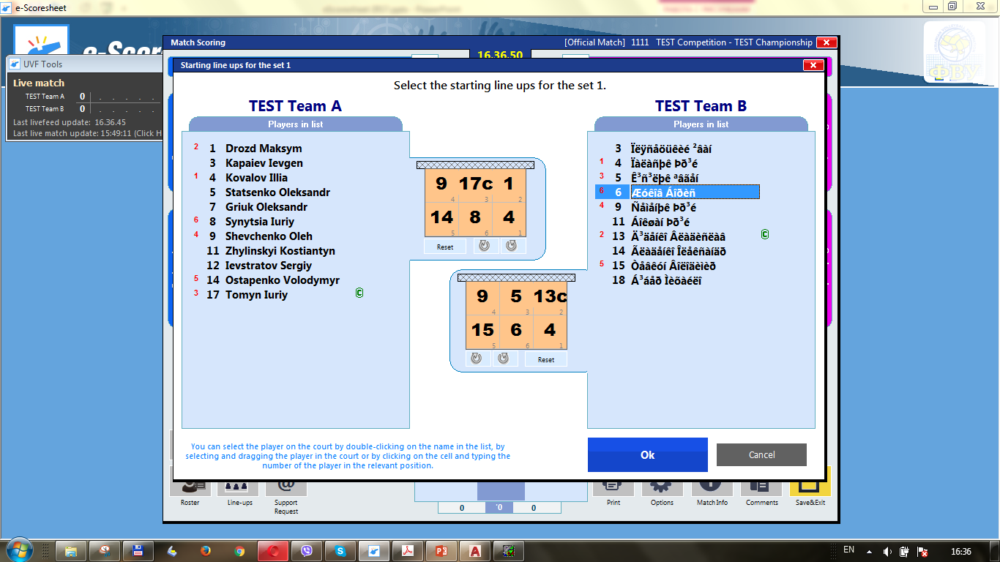 e-Scoresheet
e-Scor
UVF Tools
Live match
TEST Team A 0 . . . . .
TEST Team B 0 . . . . .
Last livefeed update: 16.36.45
Last live match update: 15:49:11 (Click H
Match Scoring
[Official Match] 1111 TEST Competition - TEST Championship
16.36.50
Starting line ups for the set 1
Select the starting line ups for the set 1.
TEST Team A
Players in list
2 1 Drozd Maksym
3 Kapaiev Ievgen
1 4 Kovalov Illia
5 Statsenko Oleksandr
7 Griuk Oleksandr
6 8 Synytsia Iuriy
4 9 Shevchenko Oleh
11 Zhylinskyi Kostiantyn
12 Ievstratov Sergiy
5 14 Ostapenko Volodymyr
3 17 Tomyn Iuriy C
9 17c 1
4 3 2
14 8 4
5 6 1
Reset
9 5 13c
4 3 2
15 6 4
5 6 1
Reset
TEST Team B
Players in list
3 Ïëÿñåöüêèé ²âàí
1 4 Ïàëàñþê Þð³é
3 5 Ê³ñ³ëþê ªâãåí
6 6 Æóêîâ Áîðèñ
4 9 Ñåìàíþê Þð³é
11 Áîêøàí Þð³é
2 13 Ä³äåíêî Âëàäèñëàâ C
14 Ãëàäåíêî Îëåêñàíäð
5 15 Òåâêóí Âîëîäèìèð
18 Á³áåð Ìèõàéëî
You can select the player on the court by double-clicking on the name in the list, by
selecting and dragging the player in the court or by clicking on the cell and typing the
number of the player in the relevant position.
Ok
Cancel
Roster
Line-ups
Support
Request
0 '0 0
Print
Options
Match Info
Comments
Save&Exit
ФВУ
EN
16:36